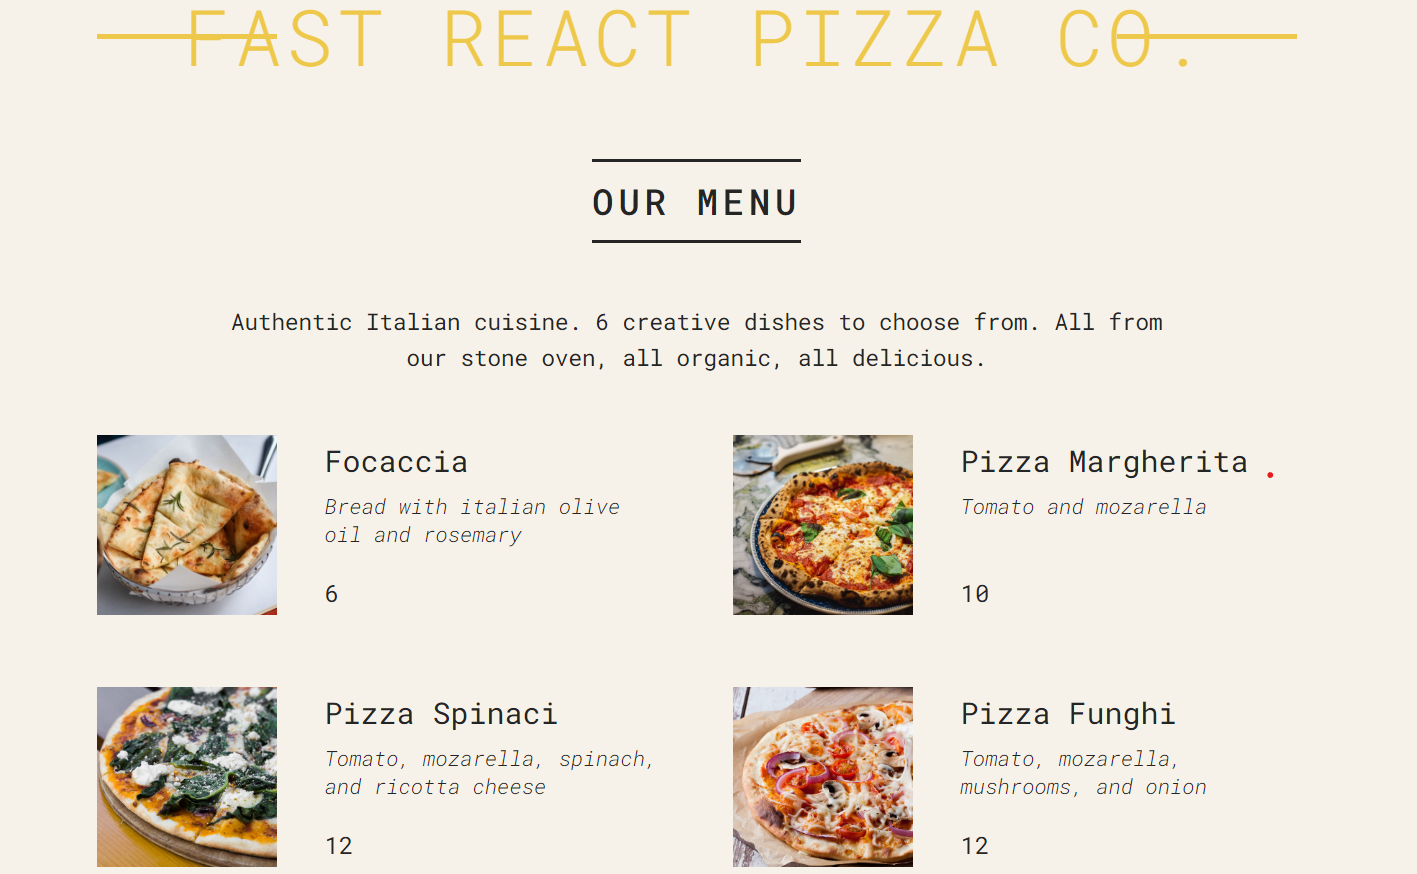 FAST REACT PIZZA CO.
OUR MENU
Authentic Italian cuisine. 6 creative dishes to choose from. All from
our stone oven, all organic, all delicious.
Focaccia
Bread with italian olive
oil and rosemary
6
Pizza Margherita
Tomato and mozarella
10
Pizza Spinaci
Tomato, mozarella, spinach,
and ricotta cheese
12
Pizza Funghi
Tomato, mozarella,
mushrooms, and onion
12